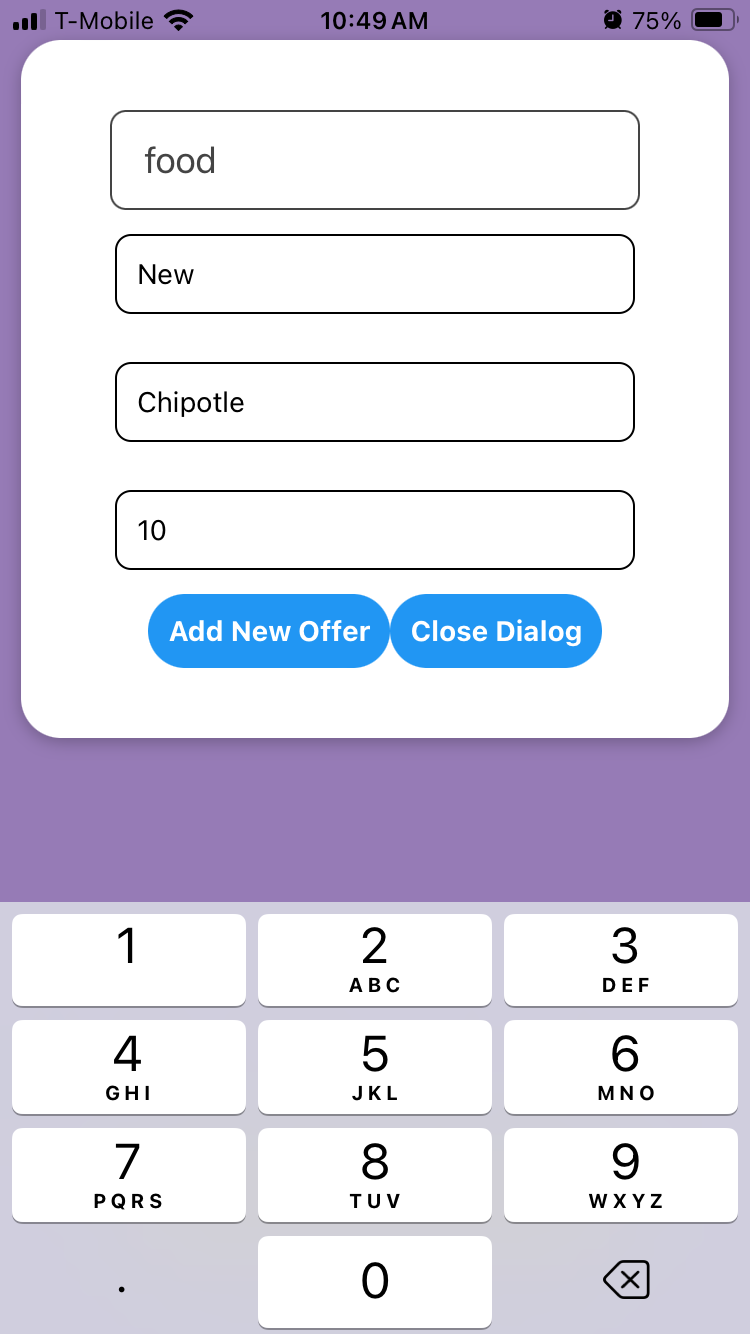 T-Mobile 10:49 AM 75%
food
New
Chipotle
10
Add New Offer Close Dialog
1 2 3
ABC DEF
4 5 6
GHI JKL MNO
7 8 9
PQRS TUV WXYZ
. 0